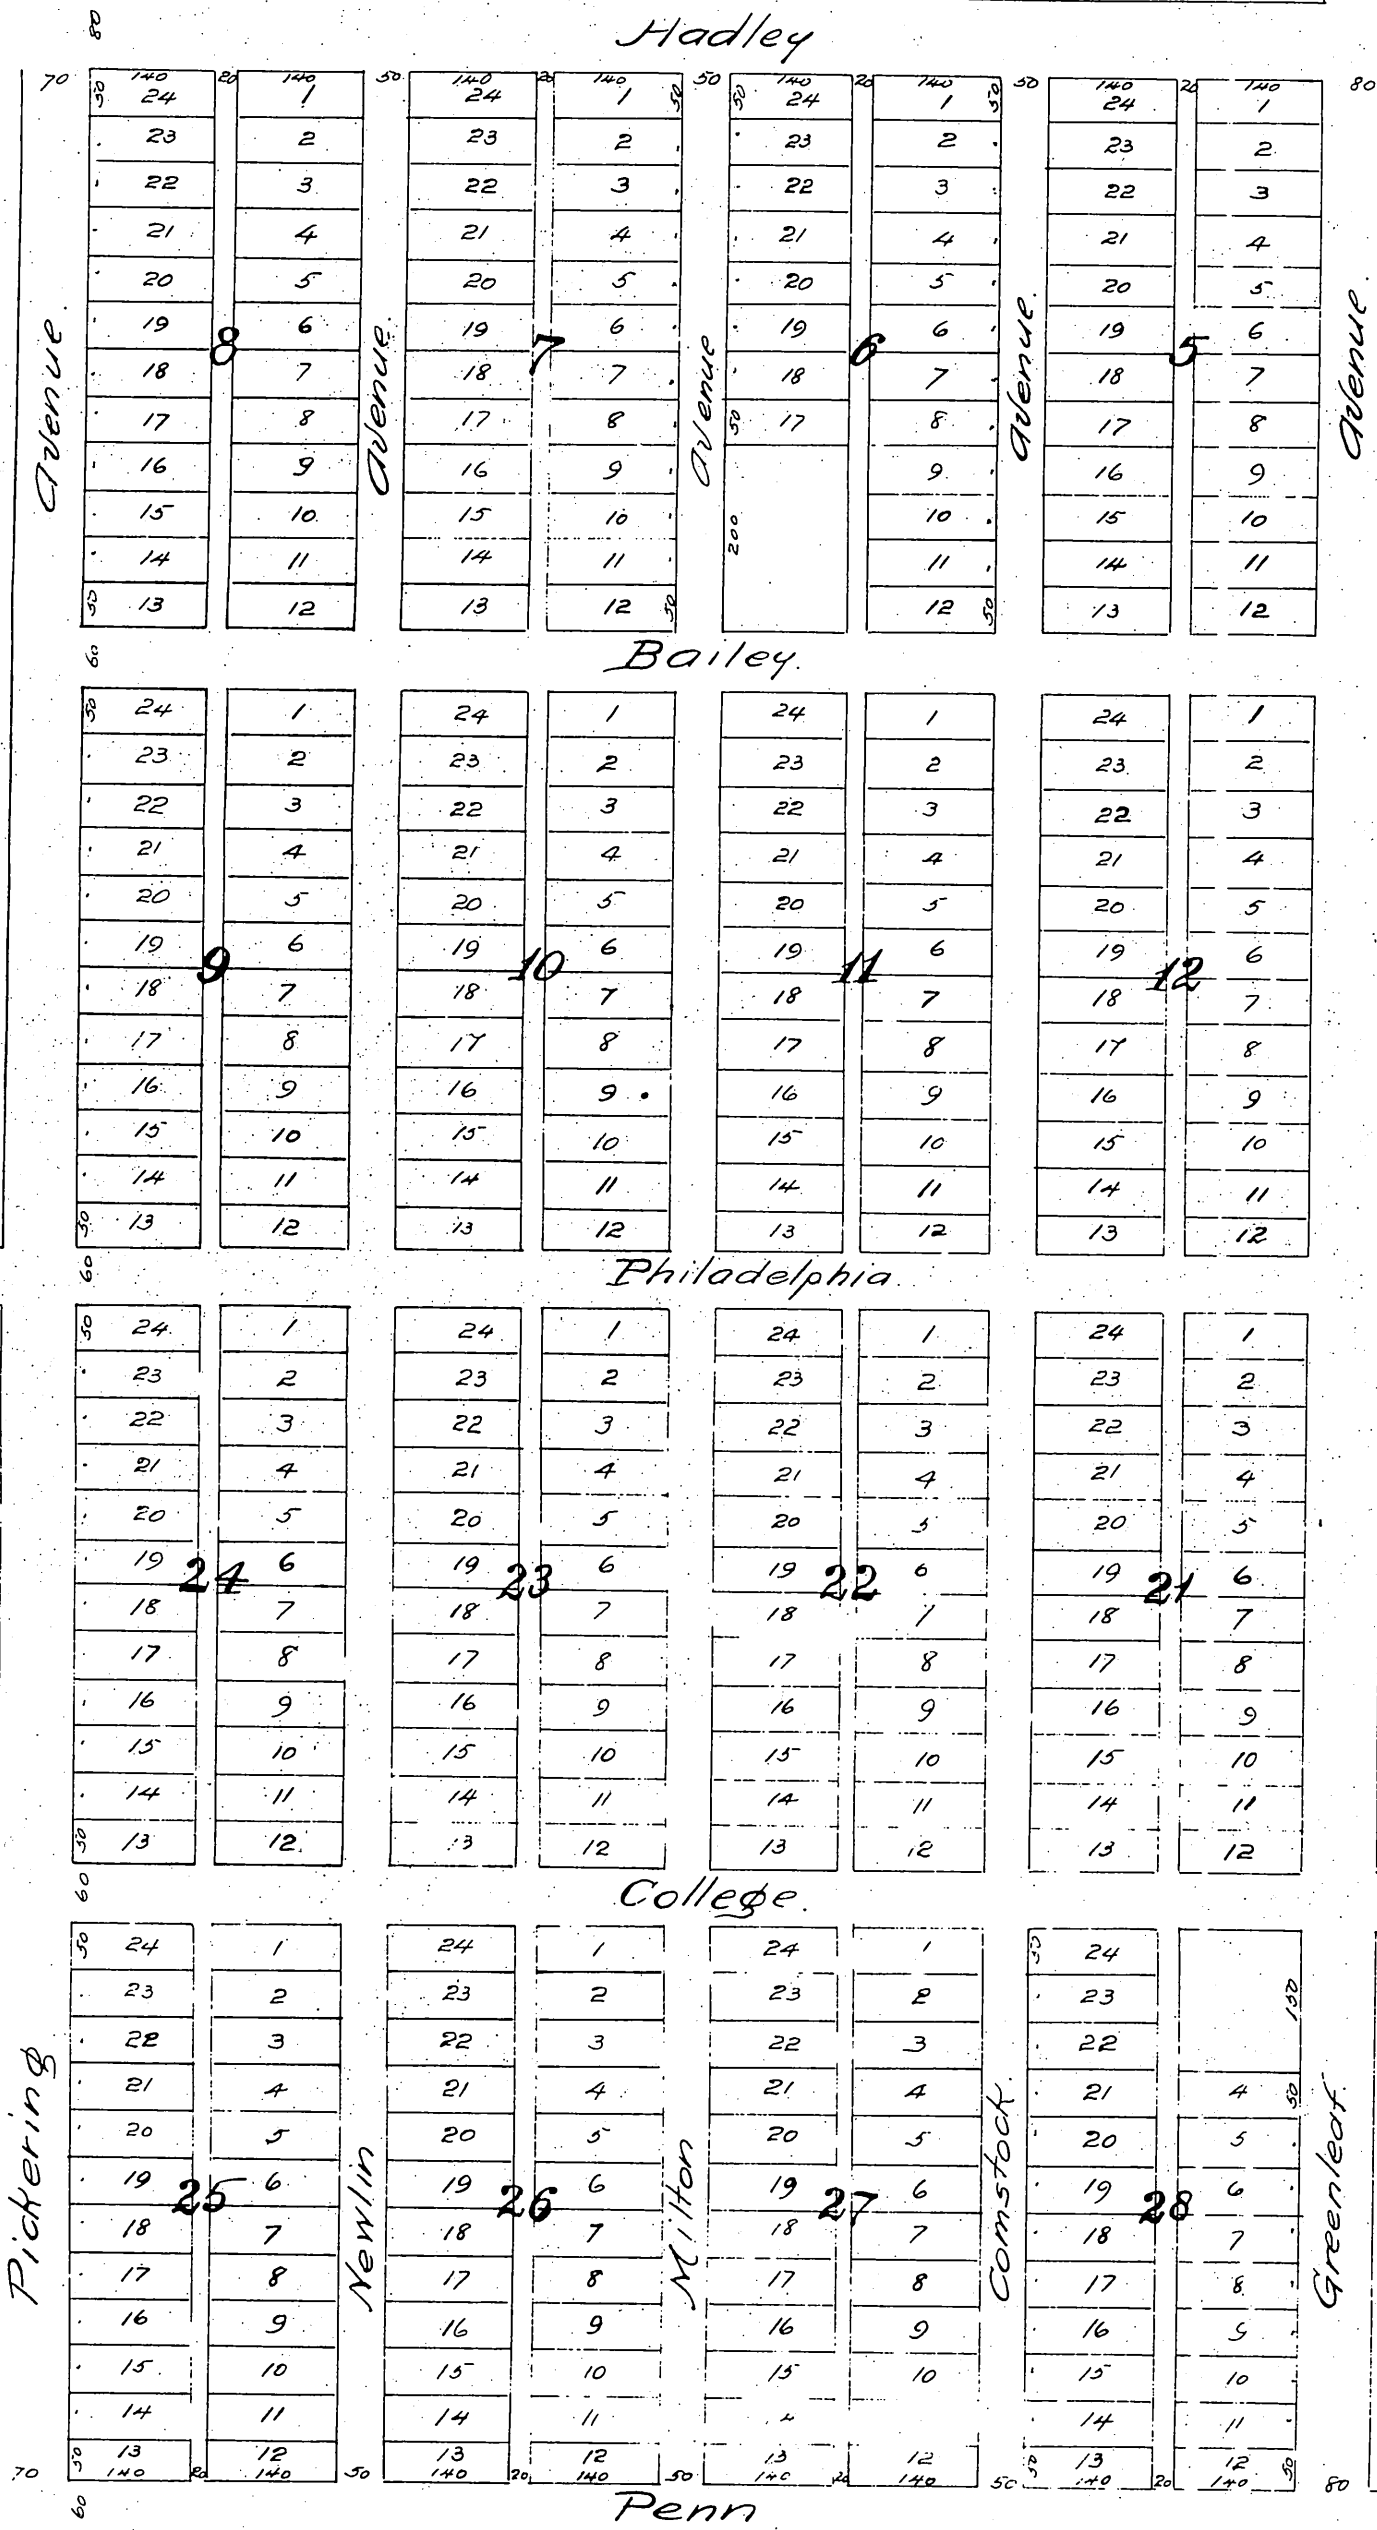 80
Hadley
70 140 20 140 50 140 20 140 50 140 20 140 50 140 20 140 80
50 24 1 24 1 50 50 24 1 50 24 1
23 2 23 2 23 2 23 2
22 3 22 3 22 3 22 3
21 4 21 4 21 4 21 4
20 5 20 5 20 5 20 5
19 6 19 6 19 6 19 6
8 7 6 5
Avenue. Avenue. Avenue Avenue. Avenue.
18 7 18 7 18 7 18 7
17 8 17 8 50 17 8 17 8
16 9 16 9 9 16 9
15 10 15 10 10 15 10
14 11 14 11 200 11 14 11
50 13 12 13 12 50 12 50 13 12
60
Bailey.
50 24 1 24 1 24 1 24 1
23 2 23 2 23 2 23 2
22 3 22 3 22 3 22 3
21 4 21 4 21 4 21 4
20 5 20 5 20 5 20 5
19 6 19 6 19 6 19 6
9 10 11 12
18 7 18 7 18 7 18 7
17 8 17 8 17 8 17 8
16 9 16 9 16 9 16 9
15 10 15 10 15 10 15 10
14 11 14 11 14 11 14 11
50 13 12 13 12 13 12 13 12
60
Philadelphia.
50 24 1 24 1 24 1 24 1
23 2 23 2 23 2 23 2
22 3 22 3 22 3 22 3
21 4 21 4 21 4 21 4
20 5 20 5 20 5 20 5
19 6 19 6 19 6 19 6
24 23 22 21
18 7 18 7 18 7 18 7
17 8 17 8 17 8 17 8
16 9 16 9 16 9 16 9
15 10 15 10 15 10 15 10
14 11 14 11 14 11 14 11
50 13 12 13 12 13 12 13 12
60
College.
50 24 1 24 1 24 1 50 24
23 2 23 2 23 2 23 150
22 3 22 3 22 3 22
21 4 21 4 21 4 21 4 50
20 5 20 5 20 5 20 5
19 6 19 6 19 6 19 6
25 26 27 28
Pickering Newlin Milton Comstock. Greenleaf.
18 7 18 7 18 7 18 7
17 8 17 8 17 8 17 8
16 9 16 9 16 9 16 9
15 10 15 10 15 10 15 10
14 11 14 11 14 11
50 13 12 13 12 13 12 50 13 12 50
70 140 20 140 50 140 20 140 50 140 20 140 50 140 20 140 80
60
Penn